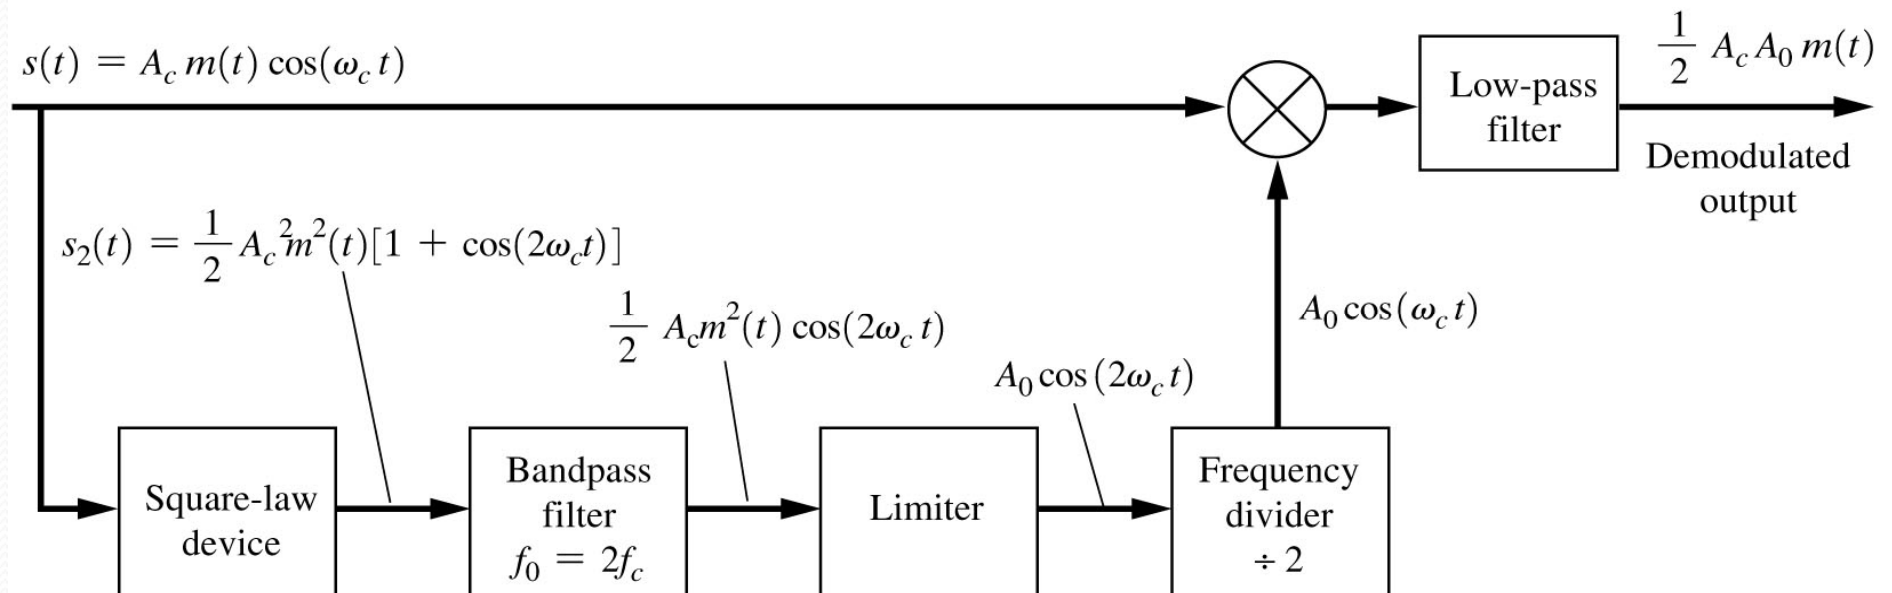 s(t) = A_c m(t) cos(ω_c t)
Low-pass
filter
1/2 A_c A_0 m(t)
Demodulated
output
s_2(t) = 1/2 A_c^2 m^2(t)[1 + cos(2ω_c t)]
1/2 A_c m^2(t) cos(2ω_c t)
A_0 cos(2ω_c t)
A_0 cos(ω_c t)
Square-law
device
Bandpass
filter
f_0 = 2f_c
Limiter
Frequency
divider
÷ 2